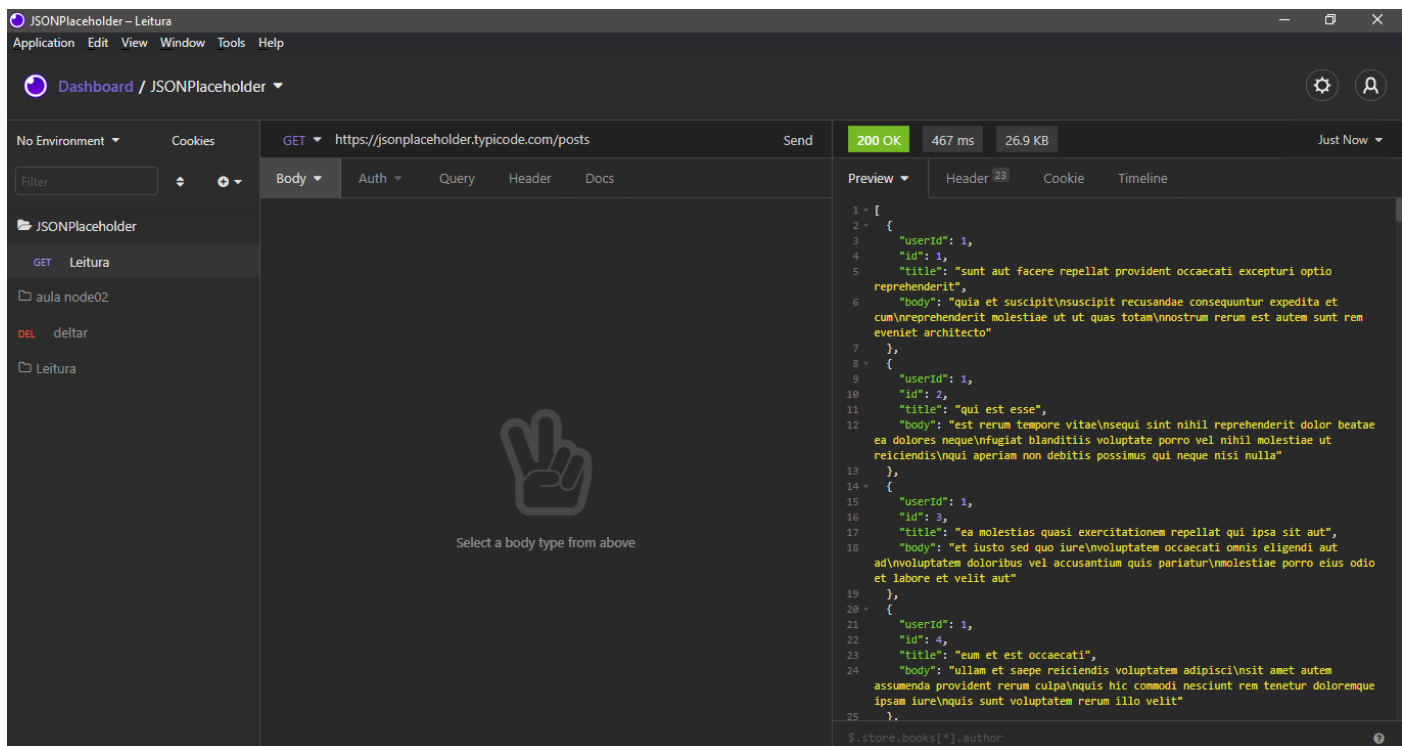 JSONPlaceholder – Leitura
Application Edit View Window Tools Help
Dashboard / JSONPlaceholder
No Environment Cookies
GET https://jsonplaceholder.typicode.com/posts Send
200 OK 467 ms 26.9 KB Just Now
Filter
Body Auth Query Header Docs
Preview Header 23 Cookie Timeline
JSONPlaceholder
GET Leitura
aula node02
DEL deltar
Leitura
Select a body type from above
1 [
2 {
3 "userId": 1,
4 "id": 1,
5 "title": "sunt aut facere repellat provident occaecati excepturi optio
reprehenderit",
6 "body": "quia et suscipit\nsuscipit recusandae consequuntur expedita et
cum\nreprehenderit molestiae ut ut quas totam\nnostrum rerum est autem sunt rem
eveniet architecto"
7 },
8 {
9 "userId": 1,
10 "id": 2,
11 "title": "qui est esse",
12 "body": "est rerum tempore vitae\nsequi sint nihil reprehenderit dolor beatae
ea dolores neque\nfugiat blanditiis voluptate porro vel nihil molestiae ut
reiciendis\nqui aperiam non debitis possimus qui neque nisi nulla"
13 },
14 {
15 "userId": 1,
16 "id": 3,
17 "title": "ea molestias quasi exercitationem repellat qui ipsa sit aut",
18 "body": "et iusto sed quo iure\nvoluptatem occaecati omnis eligendi aut
ad\nvoluptatem doloribus vel accusantium quis pariatur\nmolestiae porro eius odio
et labore et velit aut"
19 },
20 {
21 "userId": 1,
22 "id": 4,
23 "title": "eum et est occaecati",
24 "body": "ullam et saepe reiciendis voluptatem adipisci\nsit amet autem
assumenda provident rerum culpa\nquis hic commodi nesciunt rem tenetur doloremque
ipsam iure\nquis sunt voluptatem rerum illo velit"
25 },
$.store.books[*].author